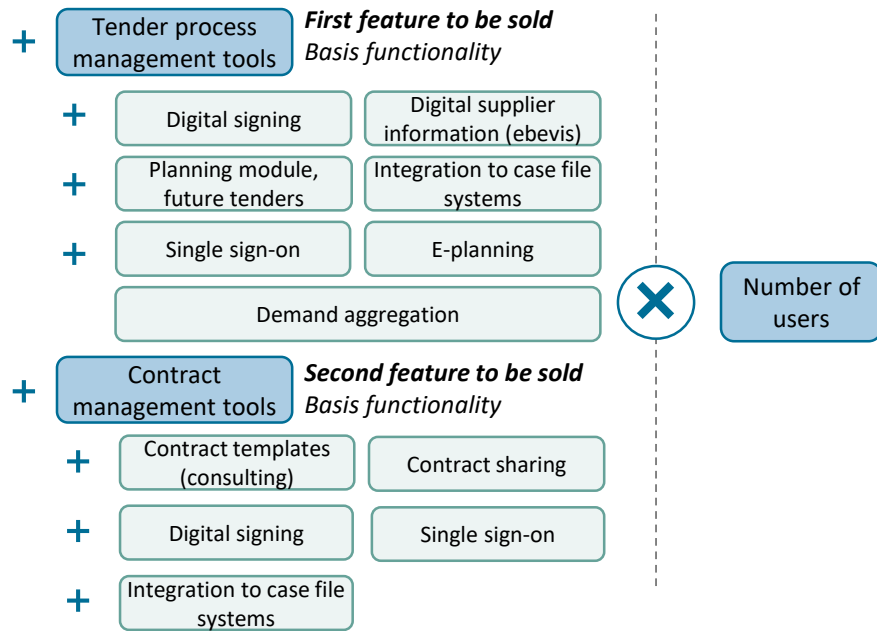 + Tender process
management tools
First feature to be sold
Basis functionality
+ Digital signing
Digital supplier
information (ebevis)
+ Planning module,
future tenders
Integration to case file
systems
+ Single sign-on
E-planning
Demand aggregation
×
Number of
users
+ Contract
management tools
Second feature to be sold
Basis functionality
+ Contract templates
(consulting)
Contract sharing
+ Digital signing
Single sign-on
+ Integration to case file
systems